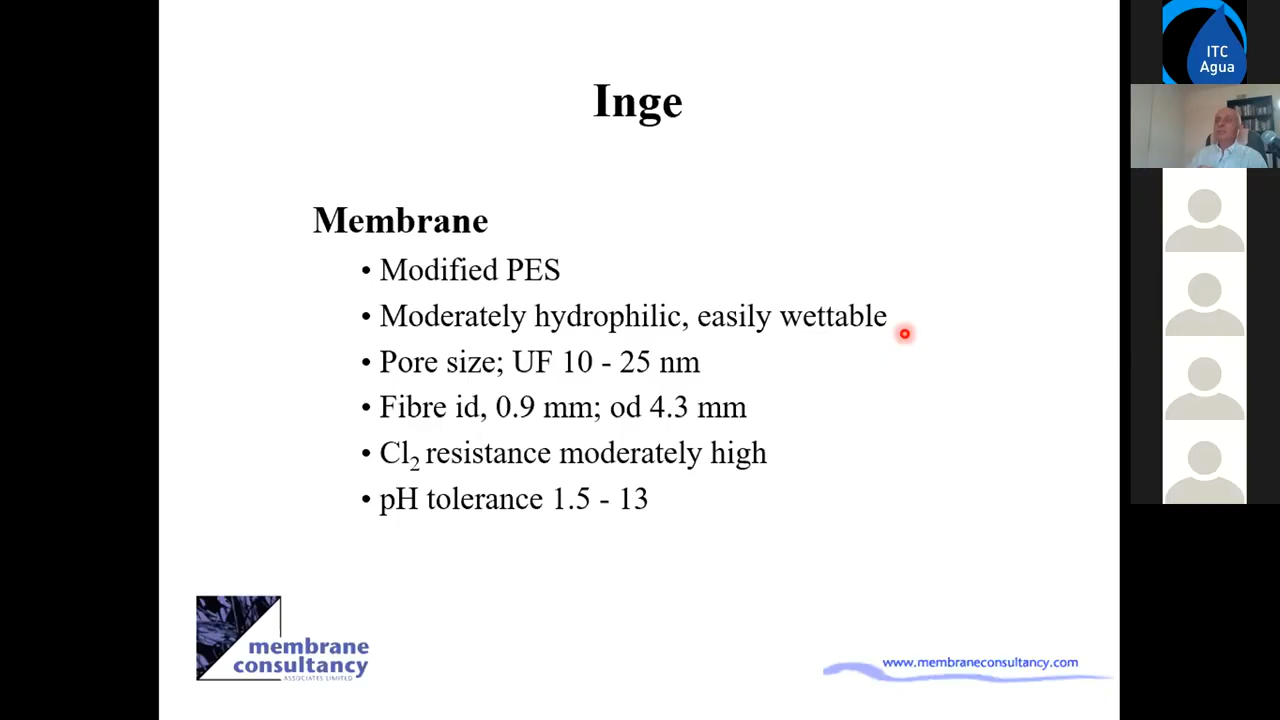 Inge
Membrane
• Modified PES
• Moderately hydrophilic, easily wettable
• Pore size; UF 10 - 25 nm
• Fibre id, 0.9 mm; od 4.3 mm
• Cl₂ resistance moderately high
• pH tolerance 1.5 - 13
membrane
consultancy
ASSOCIATES LIMITED
www.membraneconsultancy.com
ITC
Agua